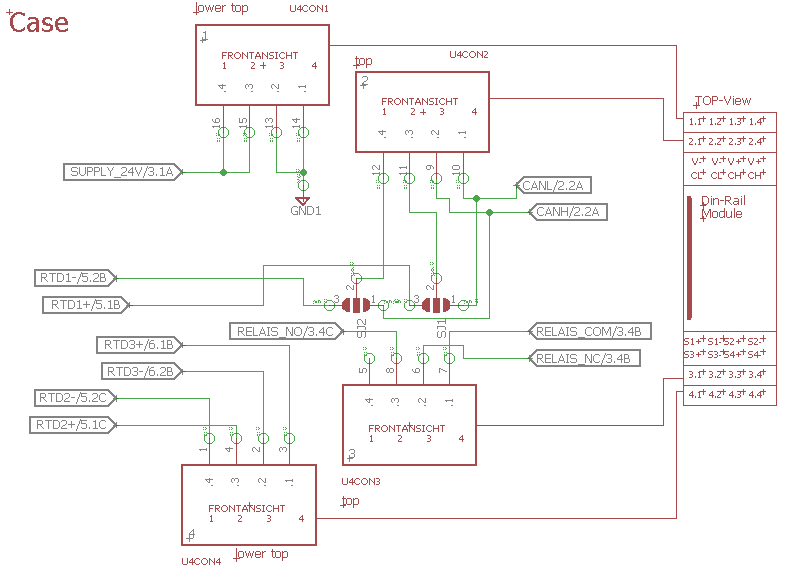 Case
lower top
U4CON1
1
FRONTANSICHT
1 2 3 4
.4 .3 .2 .1
16 15 13 14
SUPPLY_24V/3.1A
GND1
top
U4CON2
2
FRONTANSICHT
1 2 3 4
.4 .3 .2 .1
12 11 9 10
CANL/2.2A
CANH/2.2A
TOP-View
1.1 1.2 1.3 1.4
2.1 2.2 2.3 2.4
V- V- V+ V+
CL CL CH CH
Din-Rail
Module
S1+ S1- S2+ S2-
S3+ S3- S4+ S4-
3.1 3.2 3.3 3.4
4.1 4.2 4.3 4.4
RTD1-/5.2B
RTD1+/5.1B
2
3 1
SJ2
2
3 1
SJ1
RELAIS_NO/3.4C
RELAIS_COM/3.4B
RELAIS_NC/3.4B
RTD3+/6.1B
RTD3-/6.2B
RTD2-/5.2C
RTD2+/5.1C
5 8 6 7
.4 .3 .2 .1
FRONTANSICHT
1 2 3 4
3
U4CON3
top
1 4 2 3
.4 .3 .2 .1
FRONTANSICHT
1 2 3 4
4
U4CON4
lower top